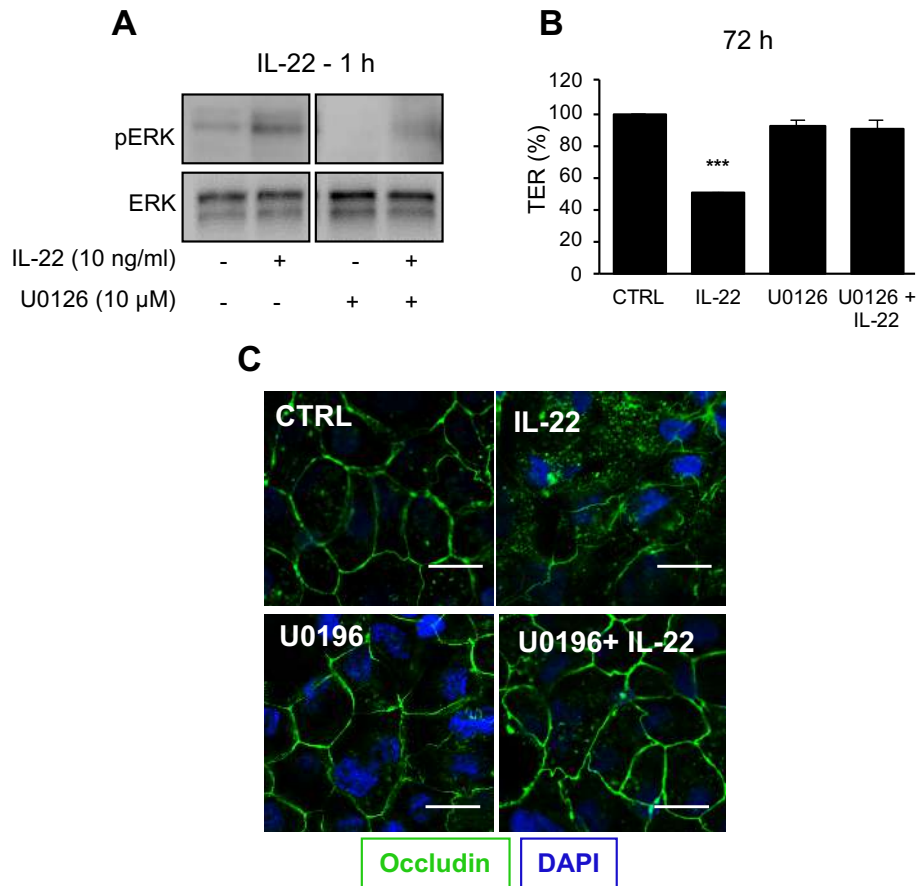 A
IL-22 - 1 h
pERK
ERK
IL-22 (10 ng/ml) - + - +
U0126 (10 µM) - - + +
B
72 h
TER (%)
120
100
80
60
40
20
0
***
CTRL IL-22 U0126 U0126 +
IL-22
C
CTRL
IL-22
U0196
U0196+ IL-22
Occludin
DAPI